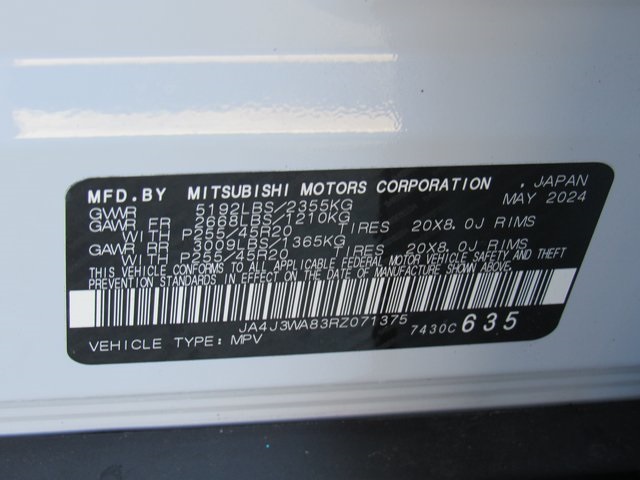 MFD.BY MITSUBISHI MOTORS CORPORATION . JAPAN
GVWR 5192LBS/2355KG MAY 2024
GAWR FR 2668LBS/1210KG
WITH P255/45R20 TIRES 20X8.0J RIMS
GAWR RR 3009LBS/1365KG
WITH P255/45R20 TIRES 20X8.0J RIMS
THIS VEHICLE CONFORMS TO ALL APPLICABLE FEDERAL MOTOR VEHICLE SAFETY AND THEFT
PREVENTION STANDARDS IN EFFECT ON THE DATE OF MANUFACTURE SHOWN ABOVE.
JA4J3WA83RZ071375
VEHICLE TYPE: MPV 7430C 635